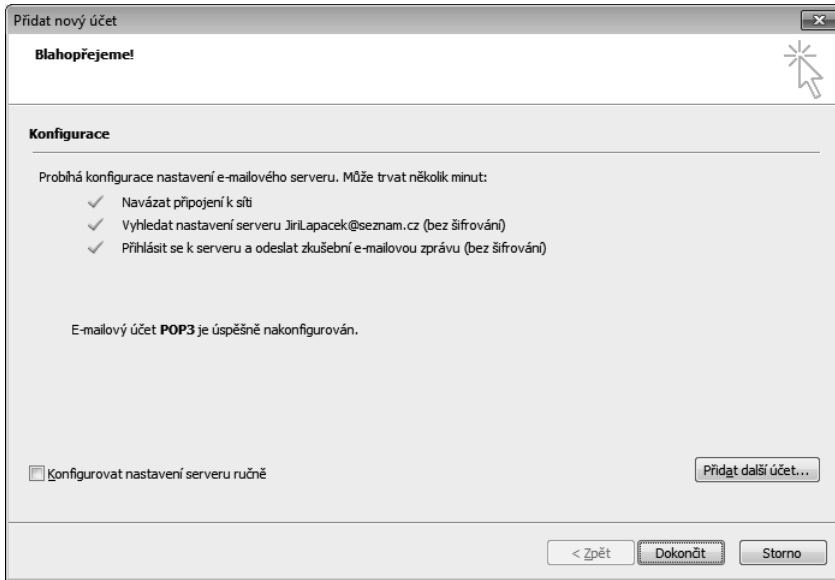 Přidat nový účet
Blahopřejeme!
Konfigurace
Probíhá konfigurace nastavení e-mailového serveru. Může trvat několik minut:
Navázat připojení k síti
Vyhledat nastavení serveru JiriLapacek@seznam.cz (bez šifrování)
Přihlásit se k serveru a odeslat zkušební e-mailovou zprávu (bez šifrování)
E-mailový účet POP3 je úspěšně nakonfigurován.
Konfigurovat nastavení serveru ručně
Přidat další účet...
< Zpět
Dokončit
Storno